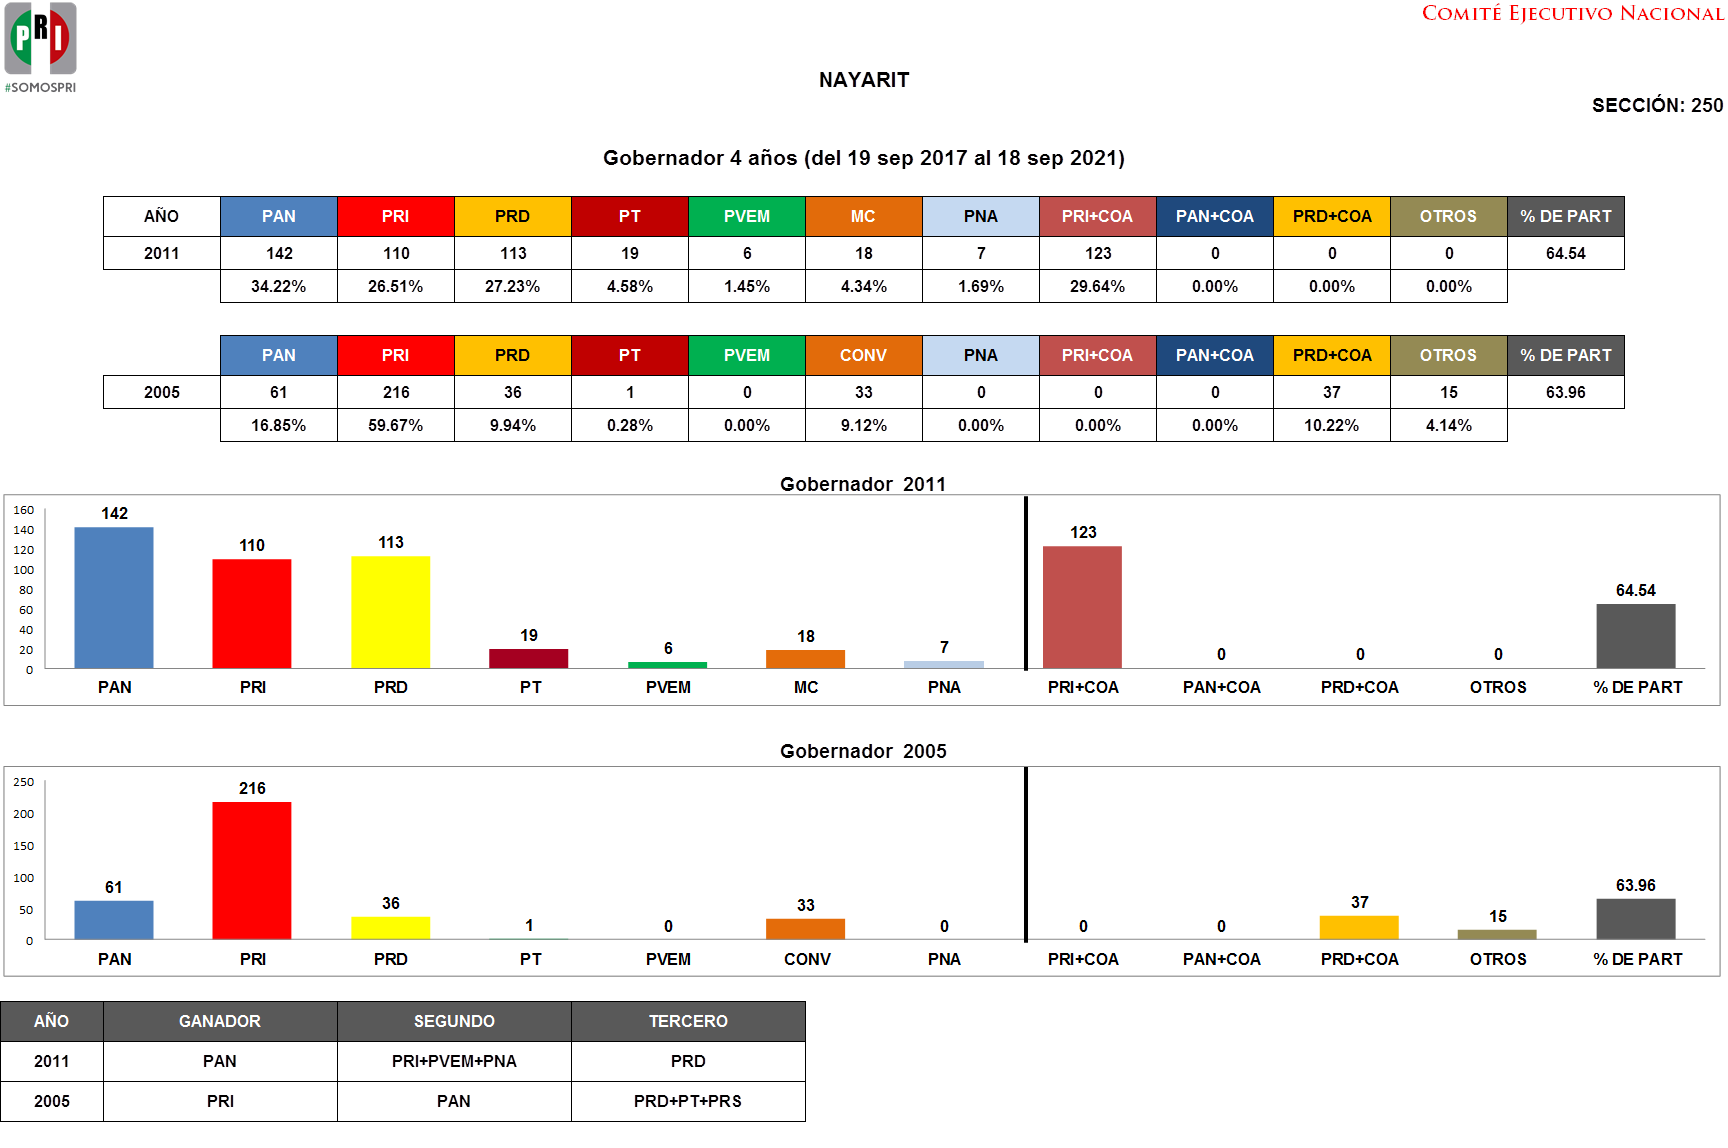 PRI
#SOMOSPRI
COMITÉ EJECUTIVO NACIONAL
NAYARIT
SECCIÓN: 250
Gobernador 4 años (del 19 sep 2017 al 18 sep 2021)
AÑO PAN PRI PRD PT PVEM MC PNA PRI+COA PAN+COA PRD+COA OTROS % DE PART
2011 142 110 113 19 6 18 7 123 0 0 0 64.54
34.22% 26.51% 27.23% 4.58% 1.45% 4.34% 1.69% 29.64% 0.00% 0.00% 0.00%
PAN PRI PRD PT PVEM CONV PNA PRI+COA PAN+COA PRD+COA OTROS % DE PART
2005 61 216 36 1 0 33 0 0 0 37 15 63.96
16.85% 59.67% 9.94% 0.28% 0.00% 9.12% 0.00% 0.00% 0.00% 10.22% 4.14%
Gobernador 2011
160
140
120
100
80
60
40
20
0
142 110 113 19 6 18 7 123 0 0 0 64.54
PAN PRI PRD PT PVEM MC PNA PRI+COA PAN+COA PRD+COA OTROS % DE PART
Gobernador 2005
250
200
150
100
50
0
61 216 36 1 0 33 0 0 0 37 15 63.96
PAN PRI PRD PT PVEM CONV PNA PRI+COA PAN+COA PRD+COA OTROS % DE PART
AÑO GANADOR SEGUNDO TERCERO
2011 PAN PRI+PVEM+PNA PRD
2005 PRI PAN PRD+PT+PRS